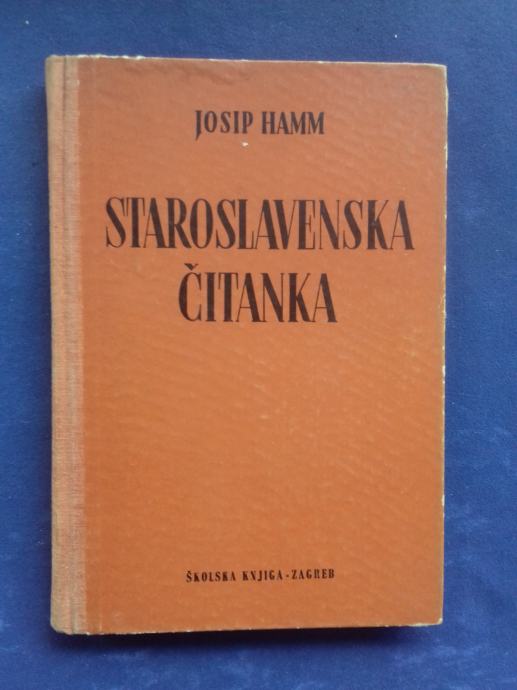 JOSIP HAMM
STAROSLAVENSKA
ČITANKA
ŠKOLSKA KNJIGA - ZAGREB